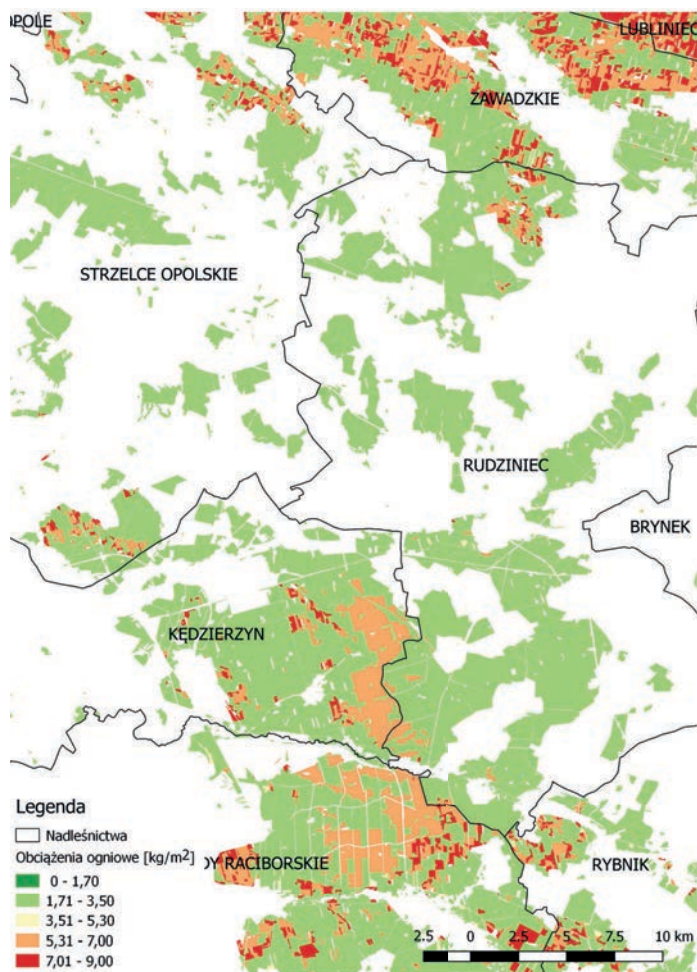 OPOLE
LUBLINIEC
ZAWADZKIE
STRZELCE OPOLSKIE
RUDZINIEC
BRYNEK
KĘDZIERZYN
DY RACIBORSKIE
RYBNIK
Legenda
Nadleśnictwa
Obciążenia ogniowe [kg/m²]
0 - 1,70
1,71 - 3,50
3,51 - 5,30
5,31 - 7,00
7,01 - 9,00
2.5 0 2.5 5 7.5 10 km